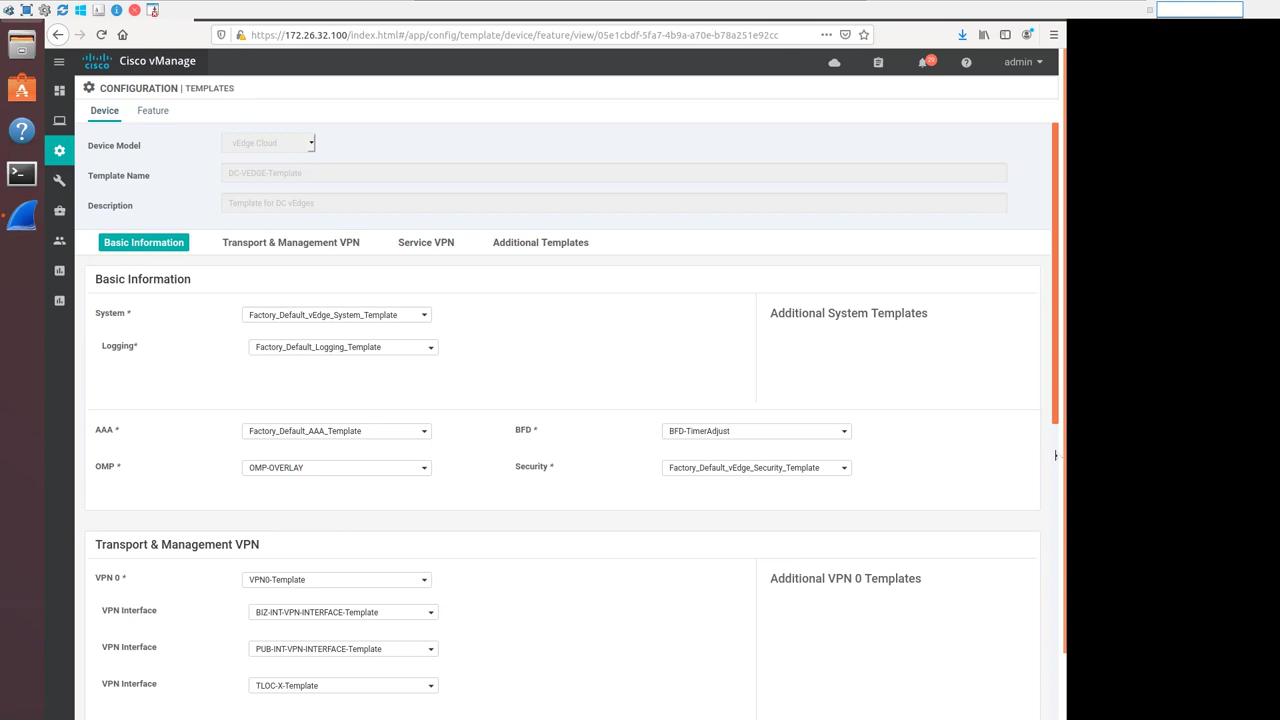 https://172.26.32.100/index.html#/app/config/template/device/feature/view/05e1cbdf-5fa7-4b9a-a70e-b78a251e92cc
cisco
Cisco vManage
29
admin
CONFIGURATION | TEMPLATES
Device
Feature
Device Model
vEdge Cloud
Template Name
DC-VEDGE-Template
Description
Template for DC vEdges
Basic Information
Transport & Management VPN
Service VPN
Additional Templates
Basic Information
System *
Factory_Default_vEdge_System_Template
Additional System Templates
Logging*
Factory_Default_Logging_Template
AAA *
Factory_Default_AAA_Template
BFD *
BFD-TimerAdjust
OMP *
OMP-OVERLAY
Security *
Factory_Default_vEdge_Security_Template
Transport & Management VPN
VPN 0 *
VPN0-Template
Additional VPN 0 Templates
VPN Interface
BIZ-INT-VPN-INTERFACE-Template
VPN Interface
PUB-INT-VPN-INTERFACE-Template
VPN Interface
TLOC-X-Template